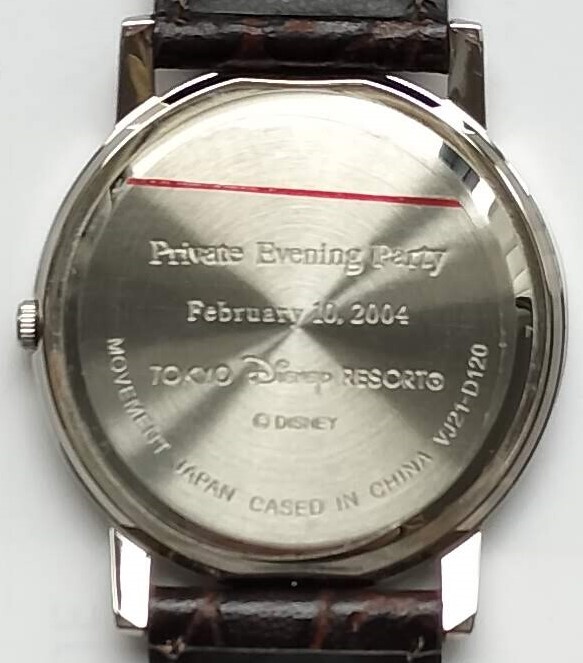 Private Evening Party
February 10, 2004
TOKYO Disney RESORT®
© DISNEY
MOVEMENT JAPAN CASED IN CHINA VJ21-D120